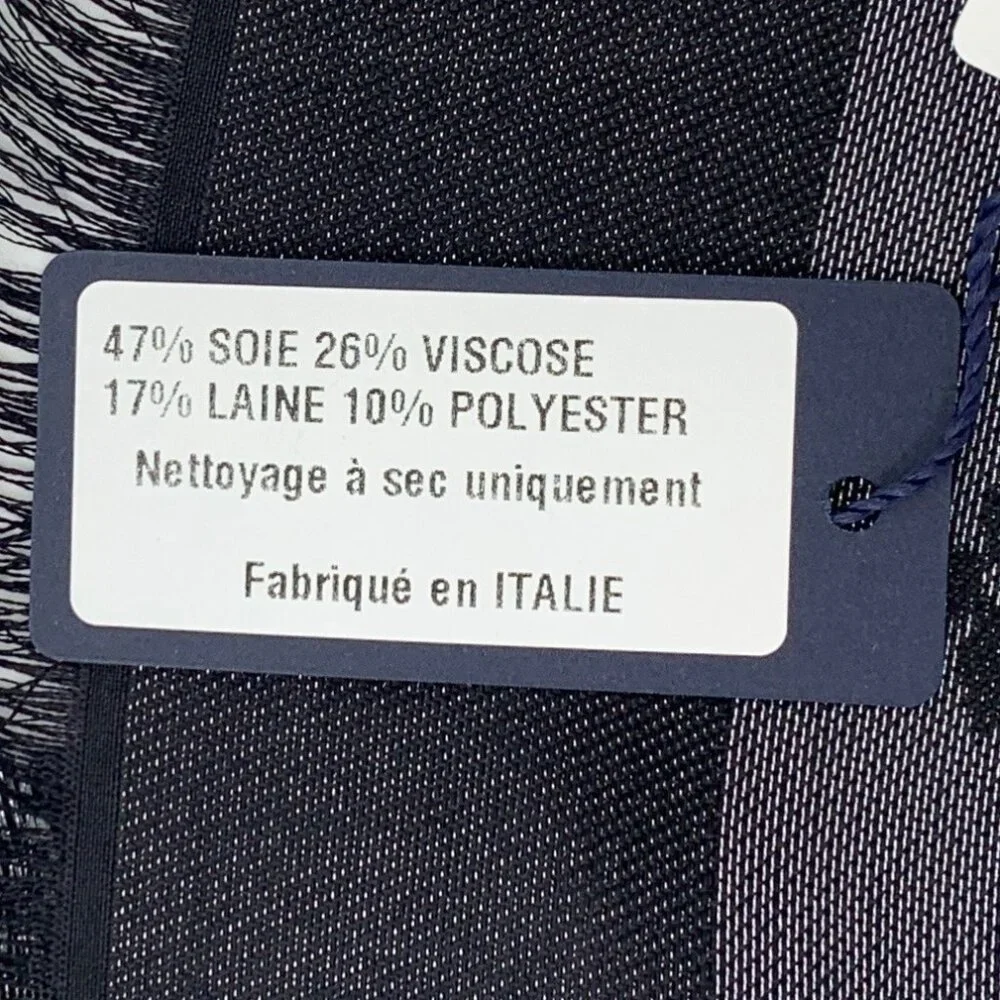 47% SOIE 26% VISCOSE
17% LAINE 10% POLYESTER
Nettoyage à sec uniquement
Fabriqué en ITALIE